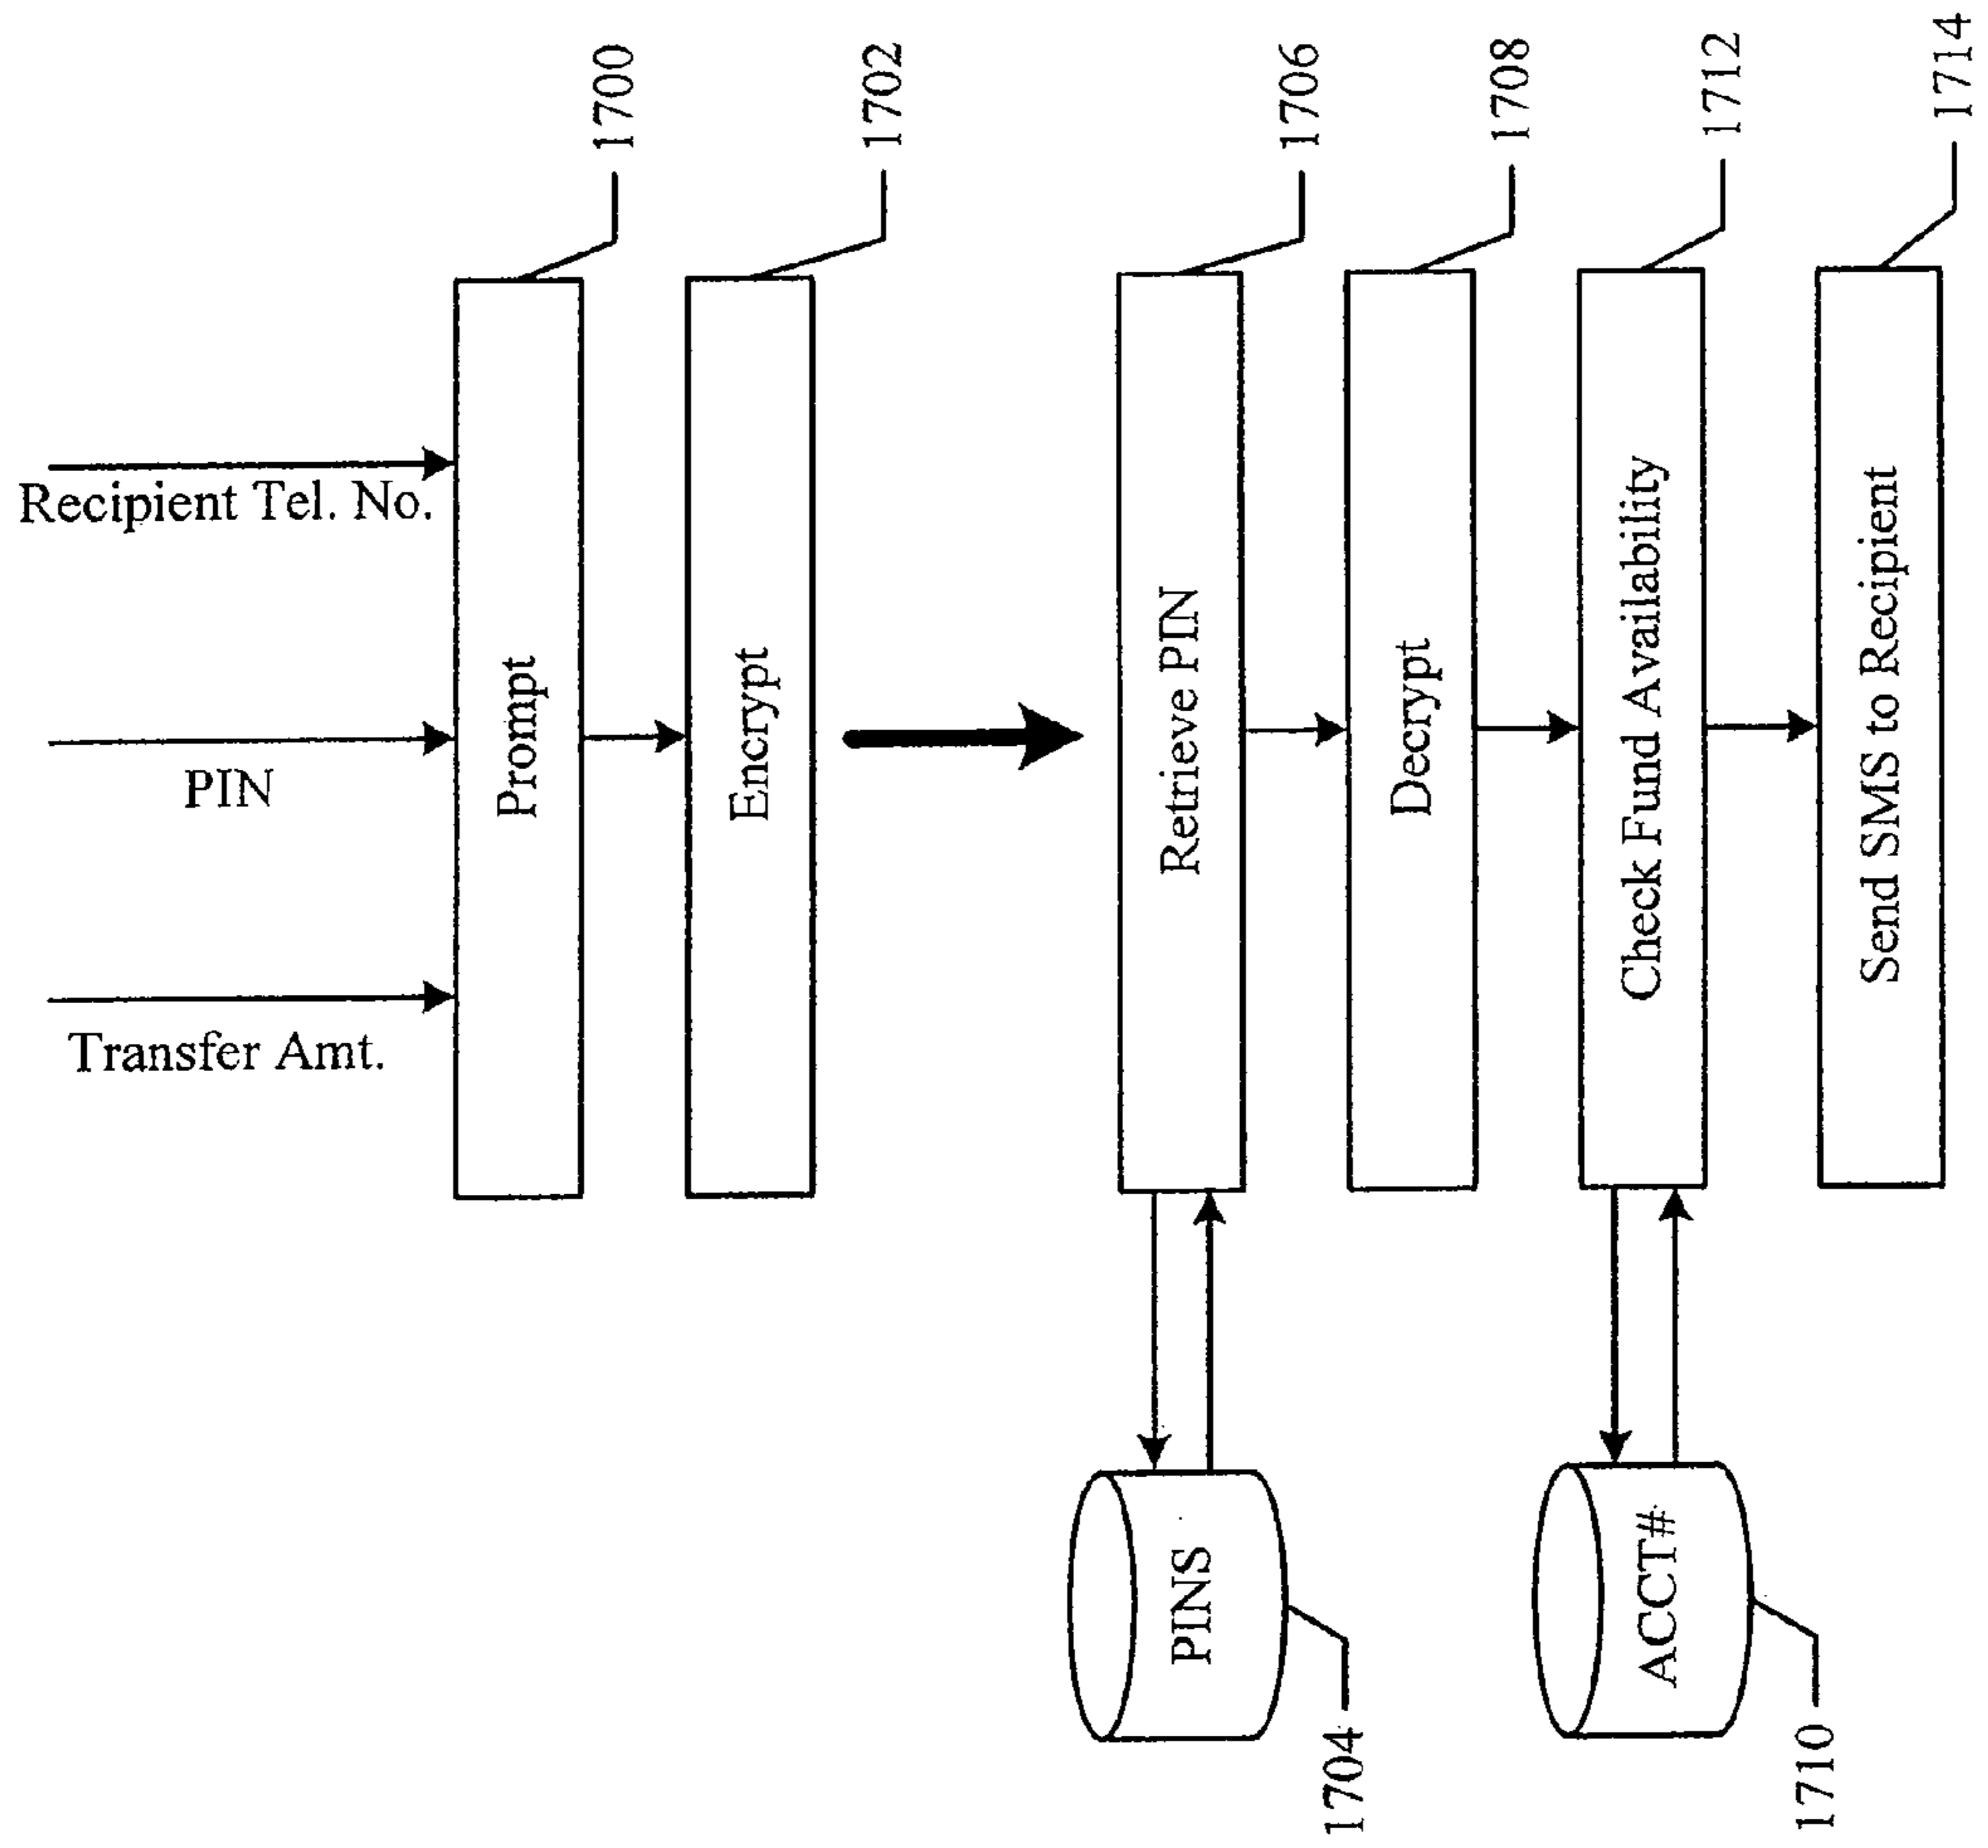 Recipient Tel. No.
PIN
Transfer Amt.
Prompt
1700
Encrypt
1702
PINS
1704
Retrieve PIN
1706
Decrypt
1708
ACCT#
1710
Check Fund Availability
1712
Send SMS to Recipient
1714